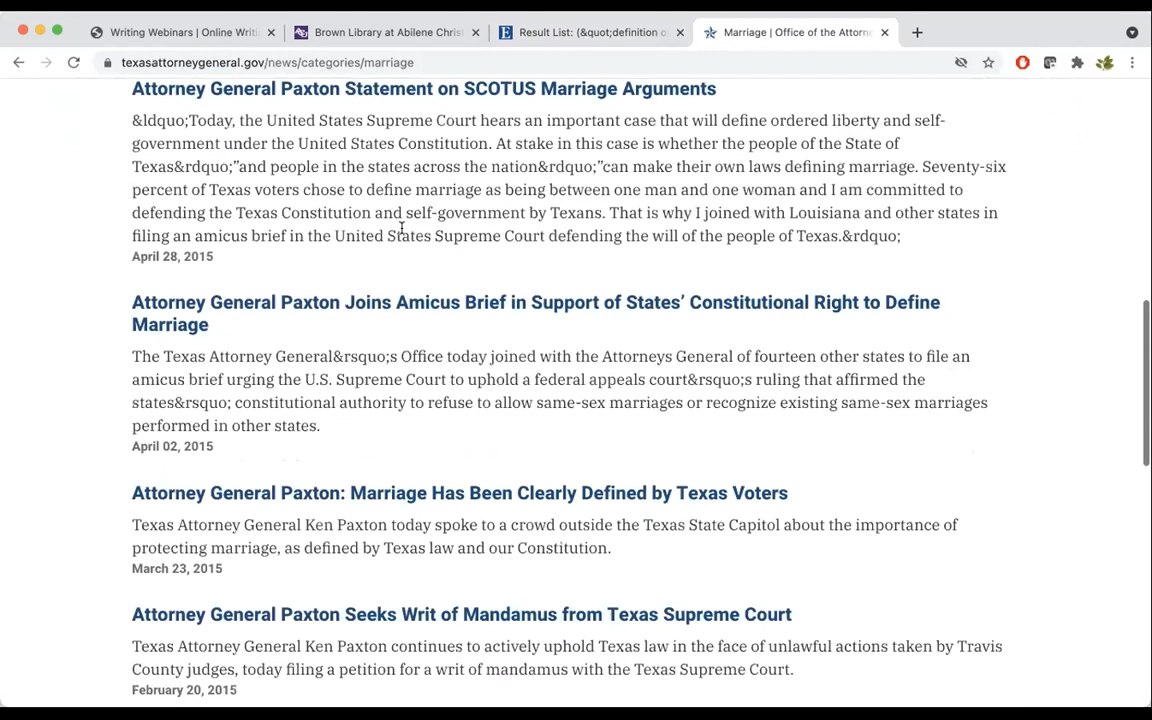 Writing Webinars | Online Writi
Brown Library at Abilene Chris
Result List: (&quot;definition o
Marriage | Office of the Attorn
texasattorneygeneral.gov/news/categories/marriage
Attorney General Paxton Statement on SCOTUS Marriage Arguments
&ldquo;Today, the United States Supreme Court hears an important case that will define ordered liberty and self-
government under the United States Constitution. At stake in this case is whether the people of the State of
Texas&rdquo;”and people in the states across the nation&rdquo;”can make their own laws defining marriage. Seventy-six
percent of Texas voters chose to define marriage as being between one man and one woman and I am committed to
defending the Texas Constitution and self-government by Texans. That is why I joined with Louisiana and other states in
filing an amicus brief in the United States Supreme Court defending the will of the people of Texas.&rdquo;
April 28, 2015
Attorney General Paxton Joins Amicus Brief in Support of States’ Constitutional Right to Define
Marriage
The Texas Attorney General&rsquo;s Office today joined with the Attorneys General of fourteen other states to file an
amicus brief urging the U.S. Supreme Court to uphold a federal appeals court&rsquo;s ruling that affirmed the
states&rsquo; constitutional authority to refuse to allow same-sex marriages or recognize existing same-sex marriages
performed in other states.
April 02, 2015
Attorney General Paxton: Marriage Has Been Clearly Defined by Texas Voters
Texas Attorney General Ken Paxton today spoke to a crowd outside the Texas State Capitol about the importance of
protecting marriage, as defined by Texas law and our Constitution.
March 23, 2015
Attorney General Paxton Seeks Writ of Mandamus from Texas Supreme Court
Texas Attorney General Ken Paxton continues to actively uphold Texas law in the face of unlawful actions taken by Travis
County judges, today filing a petition for a writ of mandamus with the Texas Supreme Court.
February 20, 2015